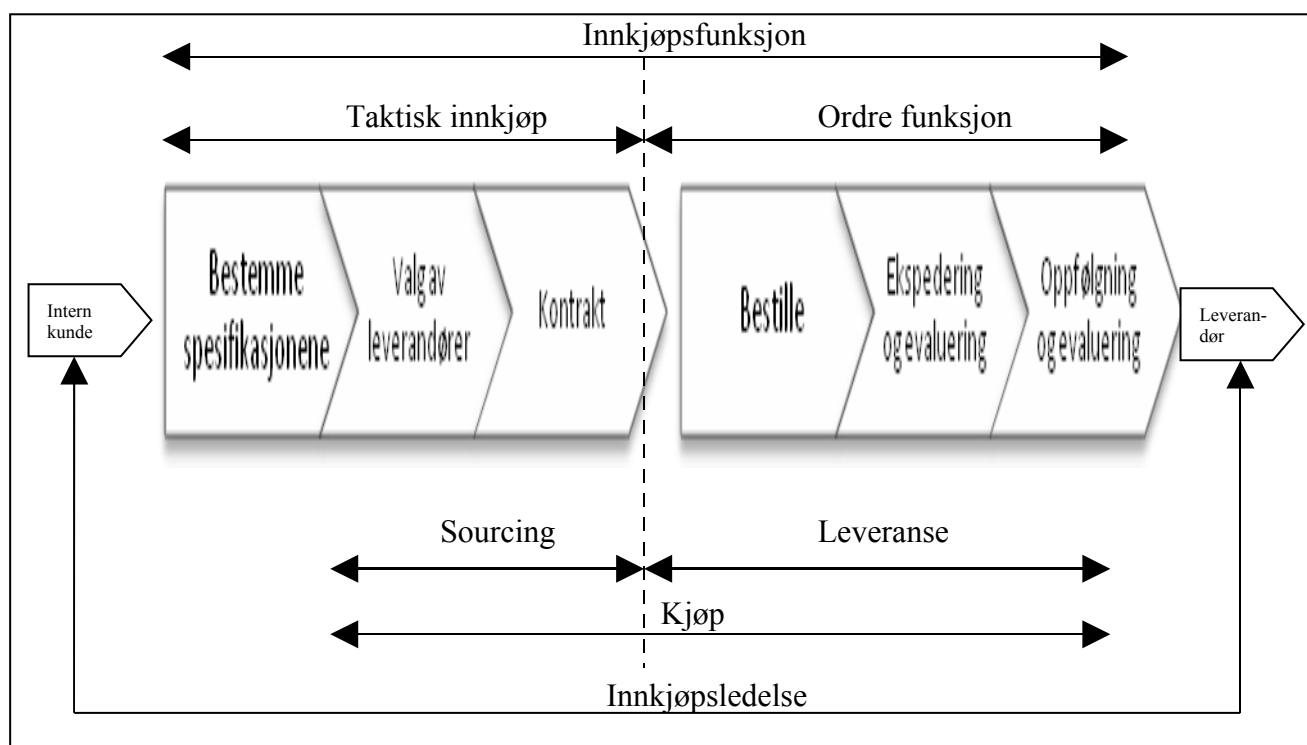 Innkjøpsfunksjon
Taktisk innkjøp
Ordre funksjon
Intern
kunde
Bestemme
spesifikasjonene
Valg av
leverandører
Kontrakt
Bestille
Ekspedering
og evaluering
Oppfølgning
og evaluering
Leveran-
dør
Sourcing
Leveranse
Kjøp
Innkjøpsledelse